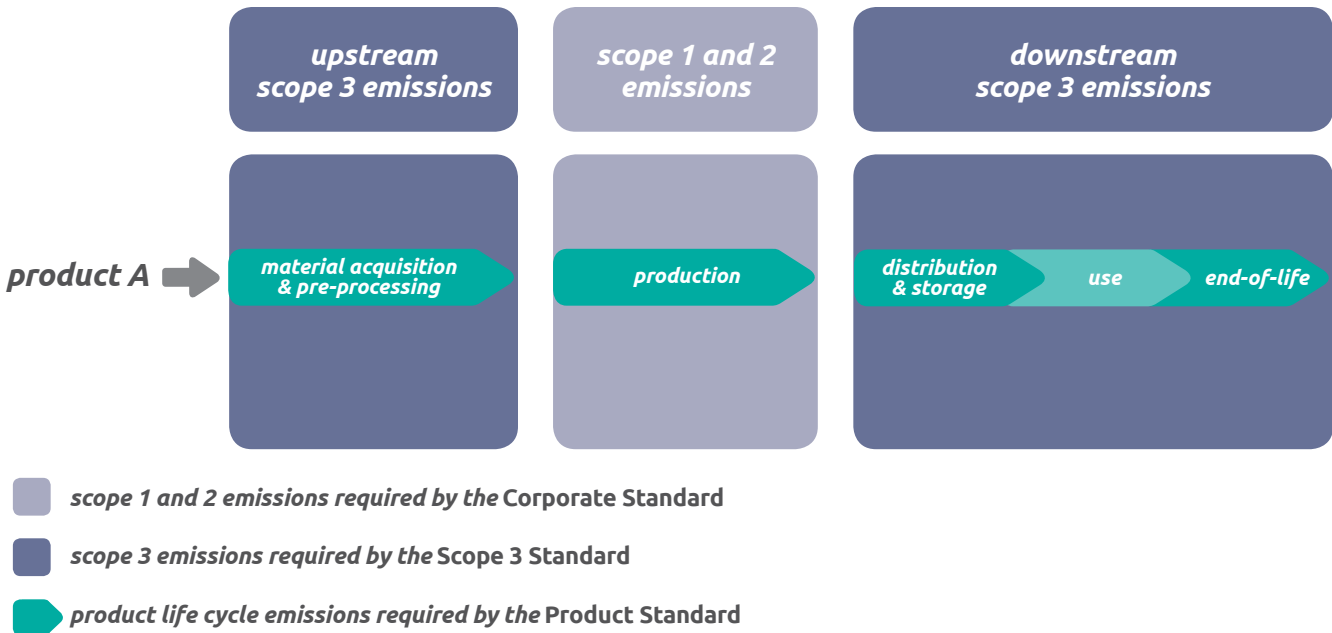 upstream
scope 3 emissions
scope 1 and 2
emissions
downstream
scope 3 emissions
product A
material acquisition
& pre-processing
production
distribution
& storage
use
end-of-life
scope 1 and 2 emissions required by the Corporate Standard
scope 3 emissions required by the Scope 3 Standard
product life cycle emissions required by the Product Standard